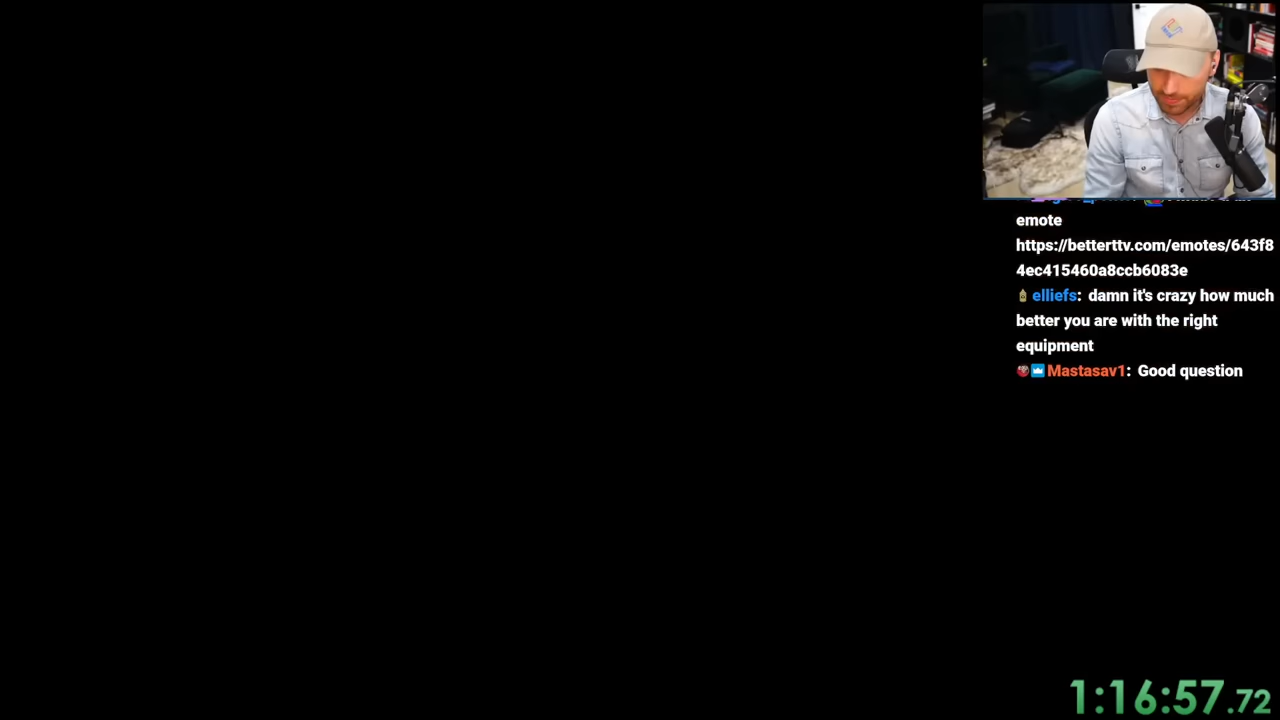 emote
https://betterttv.com/emotes/643f8
4ec415460a8ccb6083e
elliefs: damn it's crazy how much
better you are with the right
equipment
Mastasav1: Good question
1:16:57.72